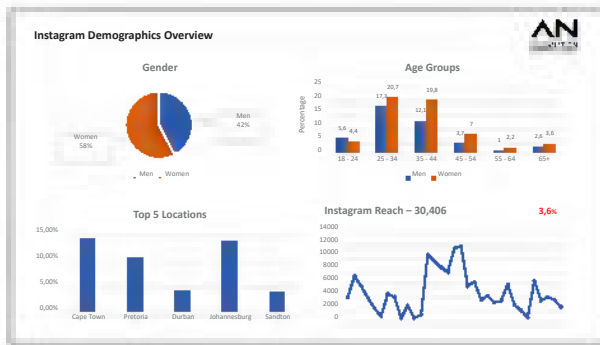 Instagram Demographics Overview
AN
Gender
Men
42%
Women
58%
Men Women
Age Groups
Percentage
25
20
15
10
5
0
5,6 4,4
17,3 20,7
12,1 19,8
3,7 7
1 2,2
2,6 3,6
18 - 24 25 - 34 35 - 44 45 - 54 55 - 64 65+
Men Women
Top 5 Locations
15,00%
10,00%
5,00%
0,00%
Cape Town Pretoria Durban Johannesburg Sandton
Instagram Reach – 30,406 3,6%
14000
12000
10000
8000
6000
4000
2000
0